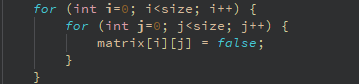 for (int i=0; i<size; i++) {
for (int j=0; j<size; j++) {
matrix[i][j] = false;
}
}